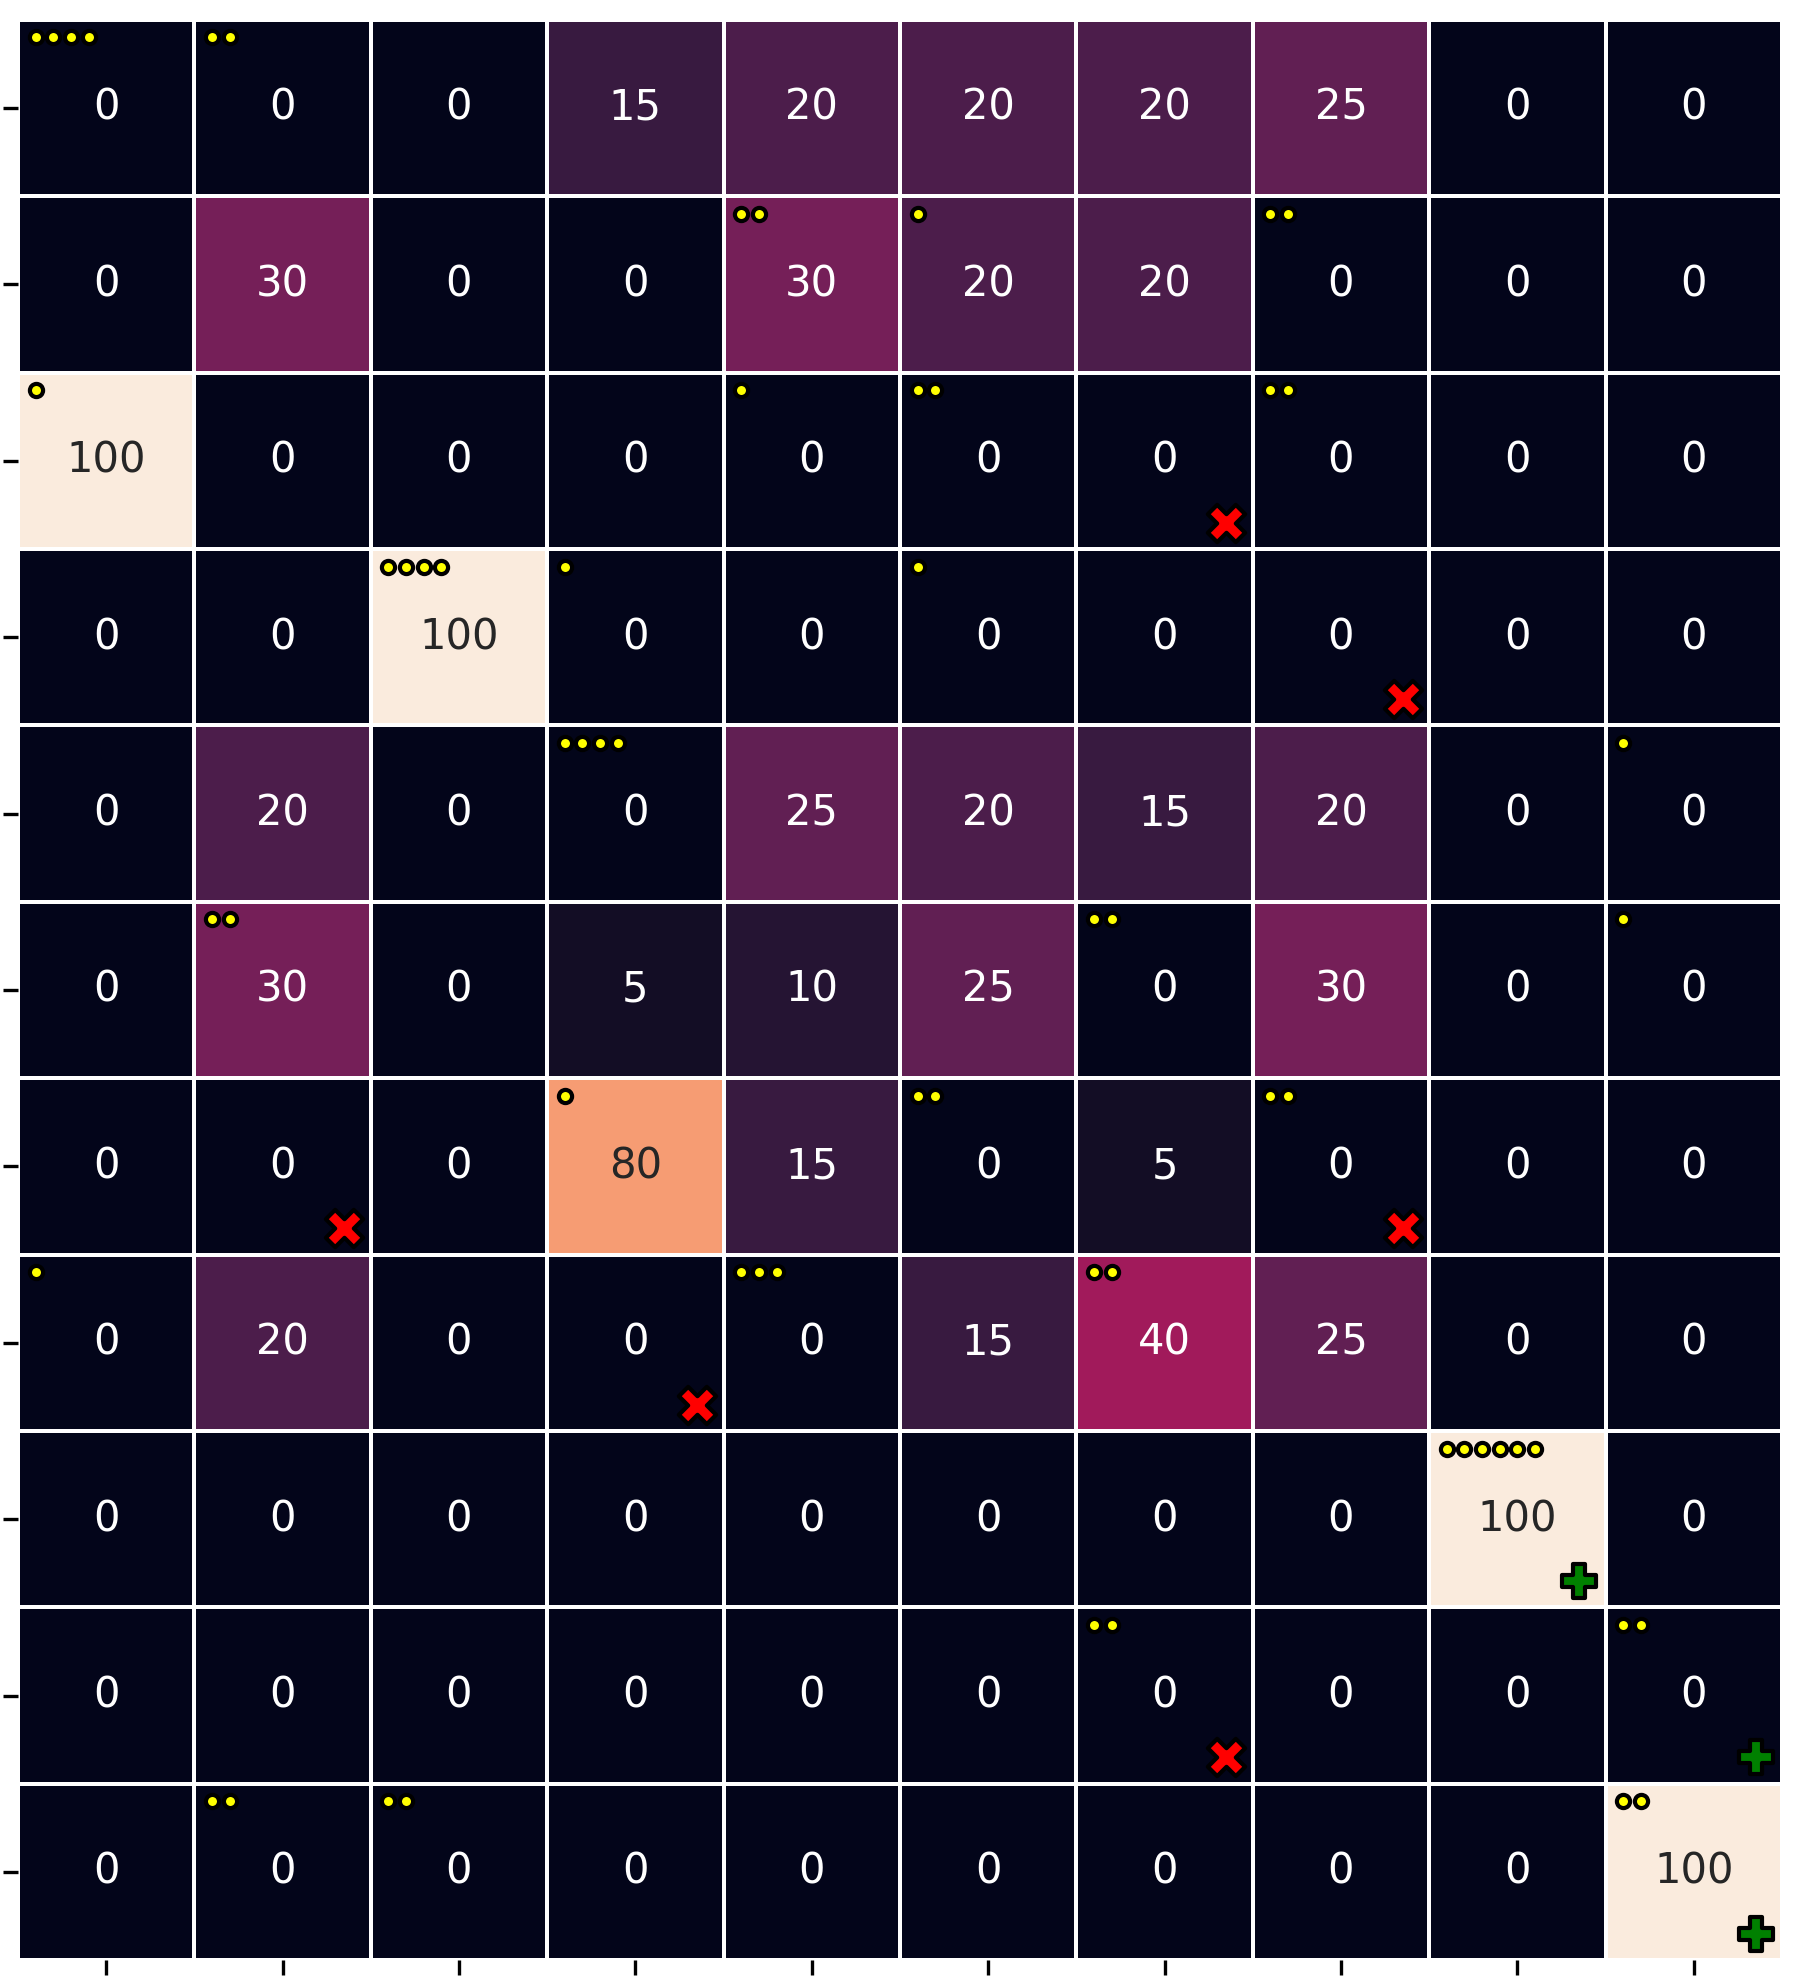 0 0 0 15 20 20 20 25 0 0
0 30 0 0 30 20 20 0 0 0
100 0 0 0 0 0 0 0 0 0
0 0 100 0 0 0 0 0 0 0
0 20 0 0 25 20 15 20 0 0
0 30 0 5 10 25 0 30 0 0
0 0 0 80 15 0 5 0 0 0
0 20 0 0 0 15 40 25 0 0
0 0 0 0 0 0 0 0 100 0
0 0 0 0 0 0 0 0 0 0
0 0 0 0 0 0 0 0 0 100